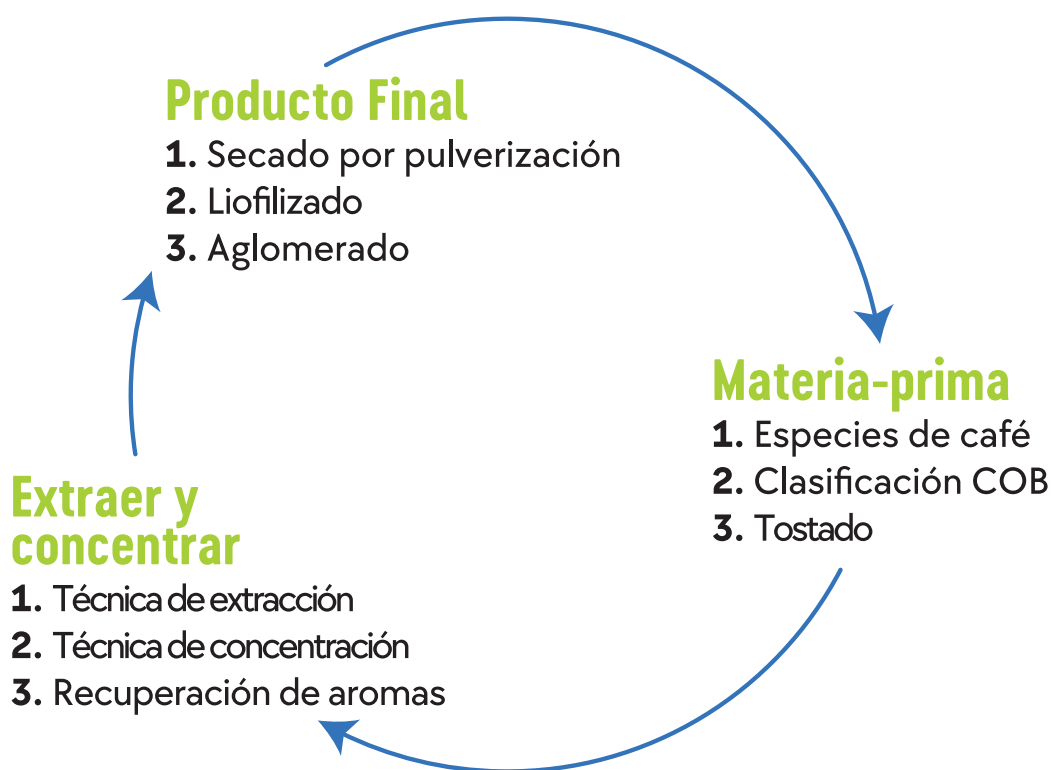 Producto Final
1. Secado por pulverización
2. Liofilizado
3. Aglomerado
Materia-prima
1. Especies de café
2. Clasificación COB
3. Tostado
Extraer y
concentrar
1. Técnica de extracción
2. Técnica de concentración
3. Recuperación de aromas